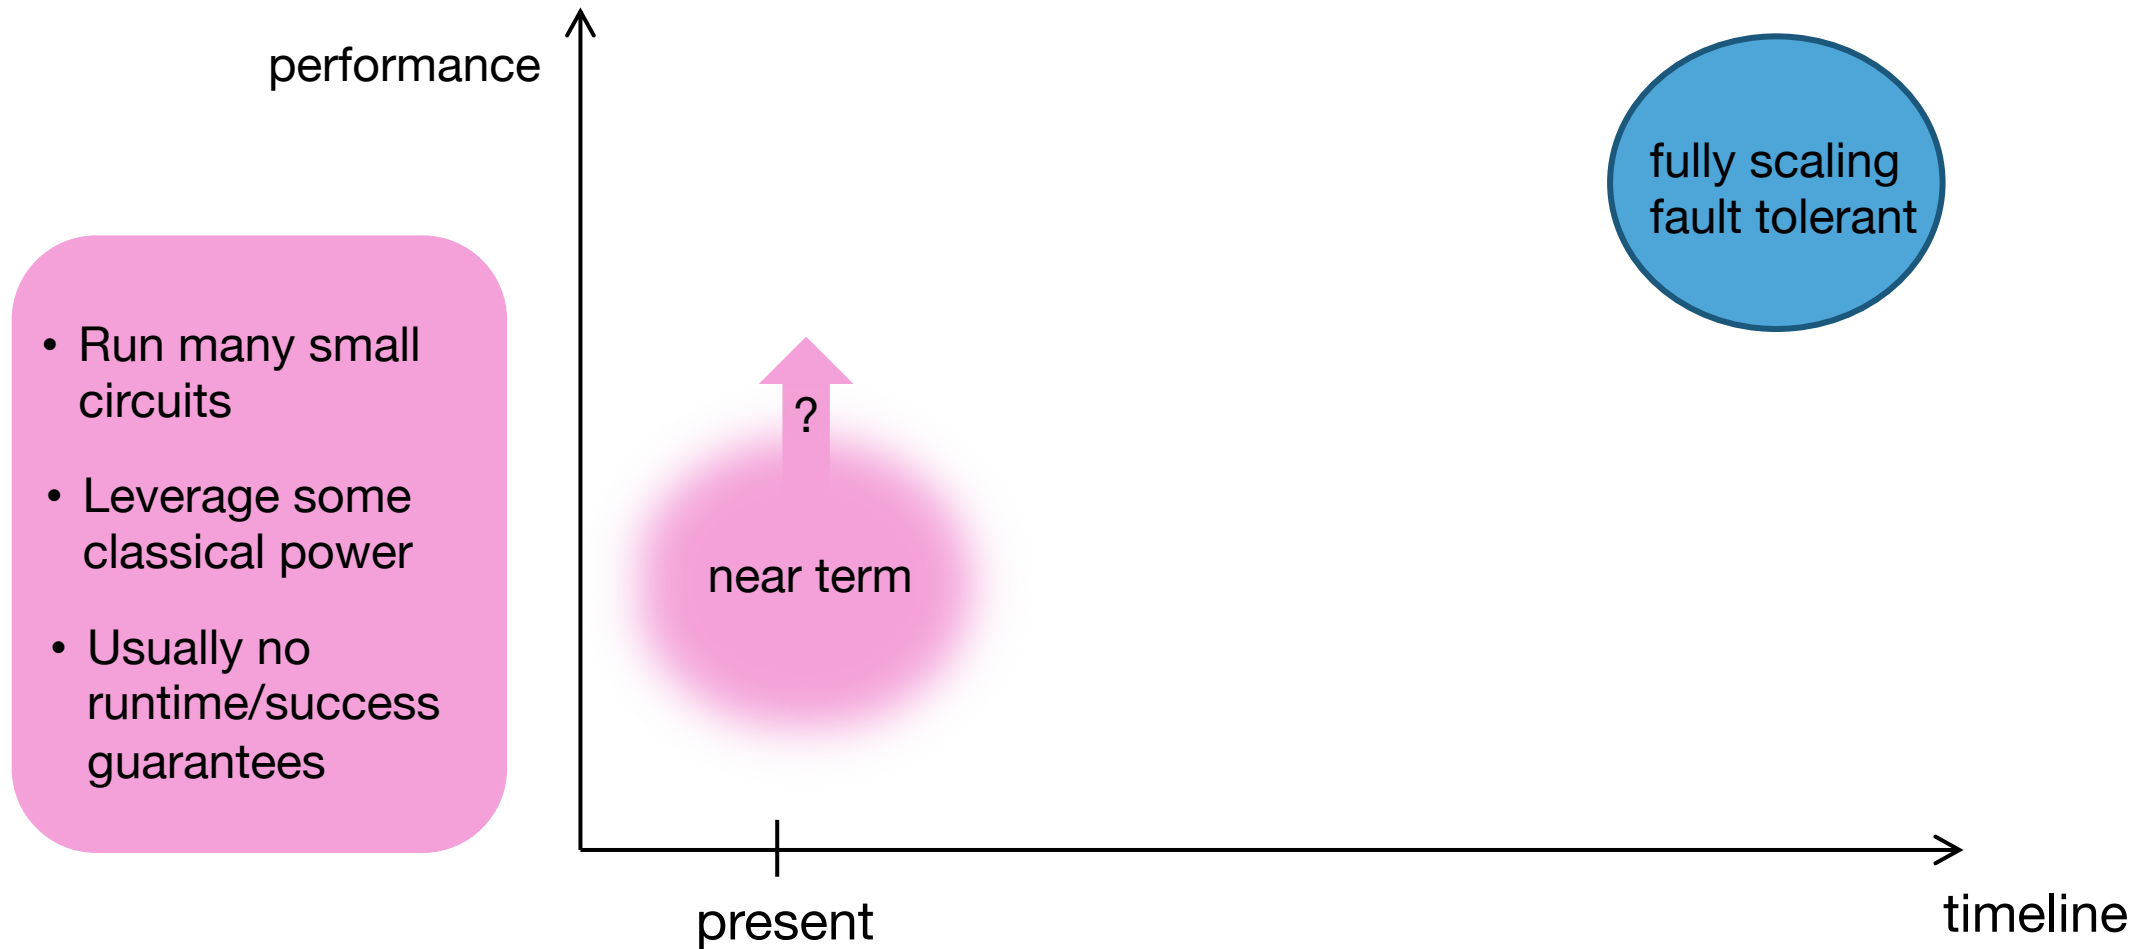 performance
fully scaling
fault tolerant
• Run many small
circuits
• Leverage some
classical power
• Usually no
runtime/success
guarantees
?
near term
present
timeline